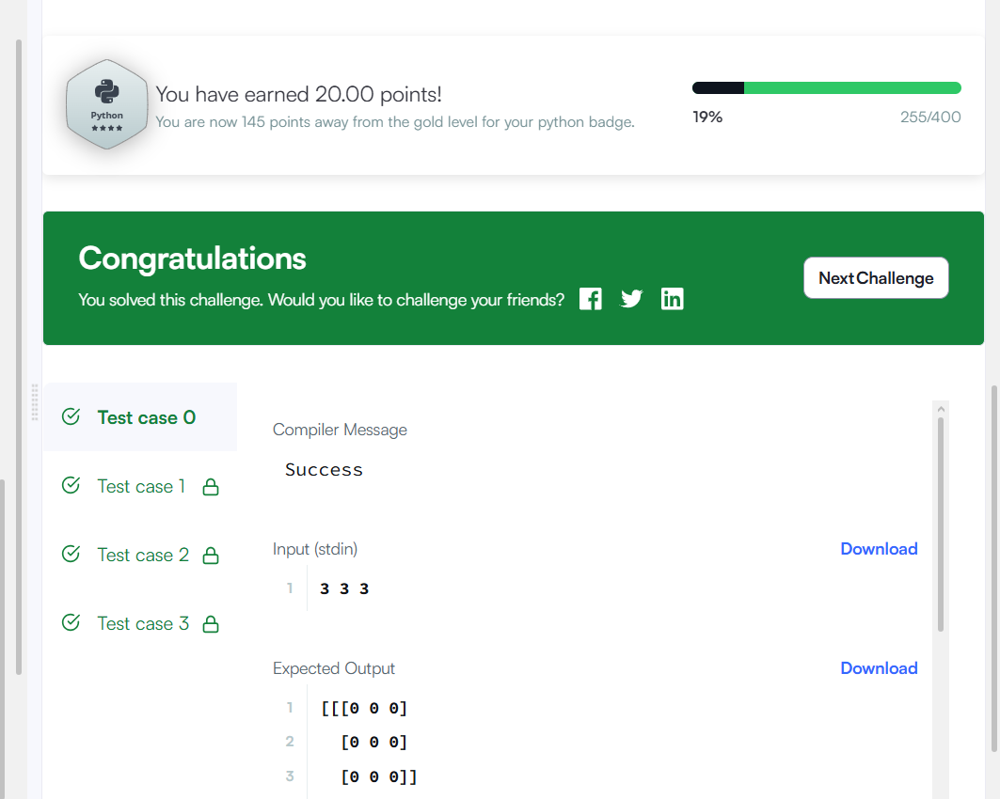 Python
You have earned 20.00 points!
You are now 145 points away from the gold level for your python badge.
19%
255/400
Congratulations
You solved this challenge. Would you like to challenge your friends?
Next Challenge
Test case 0
Test case 1
Test case 2
Test case 3
Compiler Message
Success
Input (stdin)
Download
1 3 3 3
Expected Output
Download
1 [[[0 0 0]
2 [0 0 0]
3 [0 0 0]]